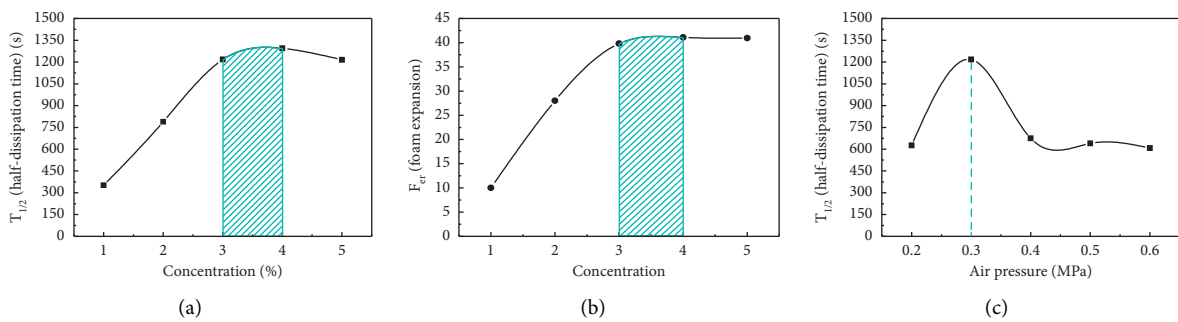 T1/2 (half-dissipation time) (s)
1500
1350
1200
1050
900
750
600
450
300
150
0
1 2 3 4 5
Concentration (%)
(a)
Fer (foam expansion)
45
40
35
30
25
20
15
10
5
0
1 2 3 4 5
Concentration
(b)
T1/2 (half-dissipation time) (s)
1500
1350
1200
1050
900
750
600
450
300
150
0
0.2 0.3 0.4 0.5 0.6
Air pressure (MPa)
(c)